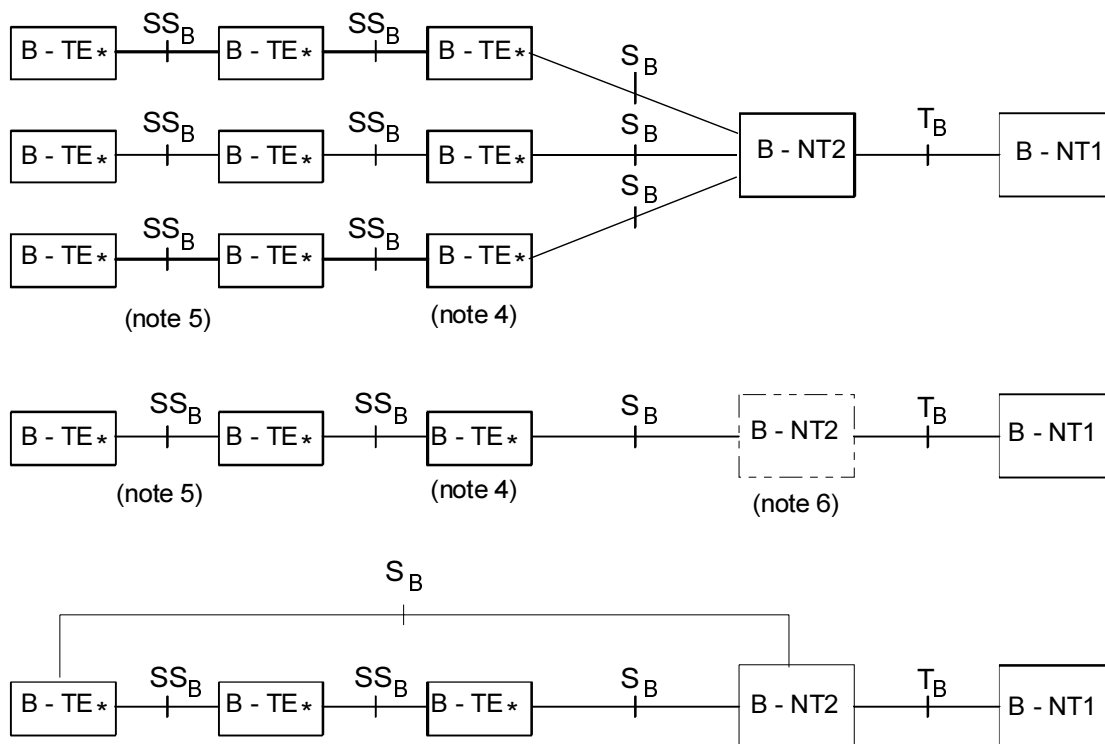 SS_B SS_B
B - TE* B - TE* B - TE* S_B
SS_B SS_B S_B T_B
B - TE* B - TE* B - TE* B - NT2 B - NT1
SS_B SS_B S_B
B - TE* B - TE* B - TE*
(note 5) (note 4)
SS_B SS_B S_B T_B
B - TE* B - TE* B - TE* B - NT2 B - NT1
(note 5) (note 4) (note 6)
S_B
SS_B SS_B S_B T_B
B - TE* B - TE* B - TE* B - NT2 B - NT1